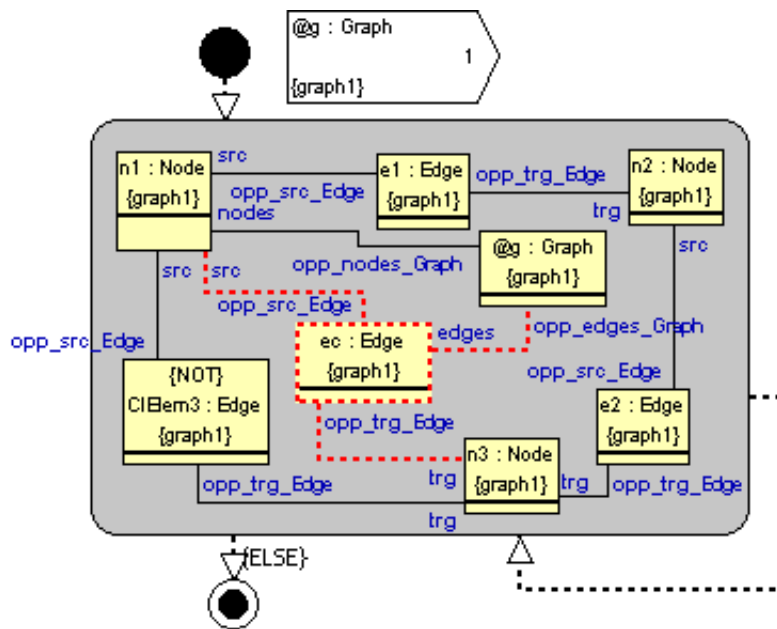 @g : Graph
1
{graph1}
n1 : Node
{graph1}
src
e1 : Edge
{graph1}
opp_src_Edge
opp_trg_Edge
n2 : Node
{graph1}
trg
nodes
src
@g : Graph
{graph1}
opp_nodes_Graph
src
src
opp_src_Edge
opp_src_Edge
ec : Edge
{graph1}
edges
opp_edges_Graph
opp_src_Edge
{NOT}
ClElem3 : Edge
{graph1}
opp_trg_Edge
e2 : Edge
{graph1}
n3 : Node
{graph1}
trg
trg
opp_trg_Edge
opp_trg_Edge
trg
{ELSE}